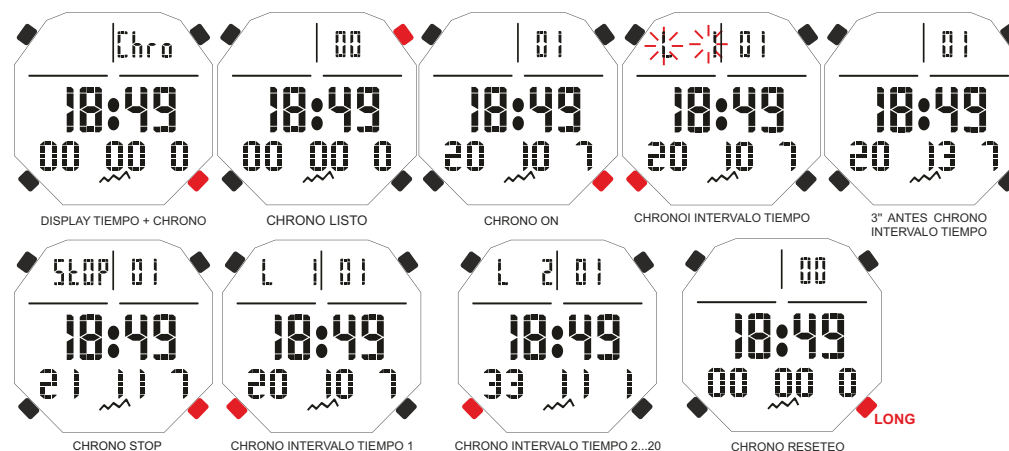 Chro
00
01
L 1 01
01
18:49
18:49
18:49
18:49
18:49
00 00 0
00 00 0
20 10 7
20 10 7
20 13 7
DISPLAY TIEMPO + CHRONO
CHRONO LISTO
CHRONO ON
CHRONOI INTERVALO TIEMPO
3" ANTES CHRONO
INTERVALO TIEMPO
StOP 01
L 1 01
L 2 01
00
18:49
18:49
18:49
18:49
21 11 7
20 10 7
33 11 1
00 00 0
LONG
CHRONO STOP
CHRONO INTERVALO TIEMPO 1
CHRONO INTERVALO TIEMPO 2...20
CHRONO RESETEO